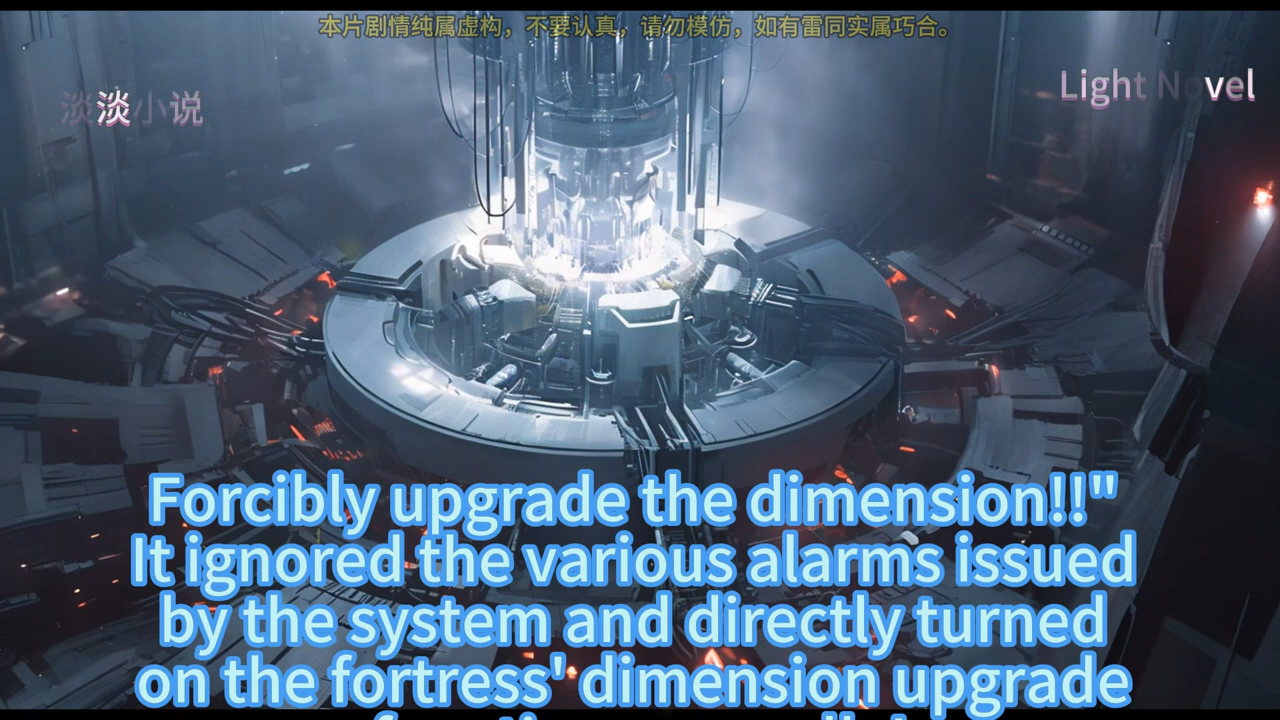 本片剧情纯属虚构，不要认真，请勿模仿，如有雷同实属巧合。
淡淡小说
Light Novel
Forcibly upgrade the dimension!!"
It ignored the various alarms issued
by the system and directly turned
on the fortress' dimension upgrade